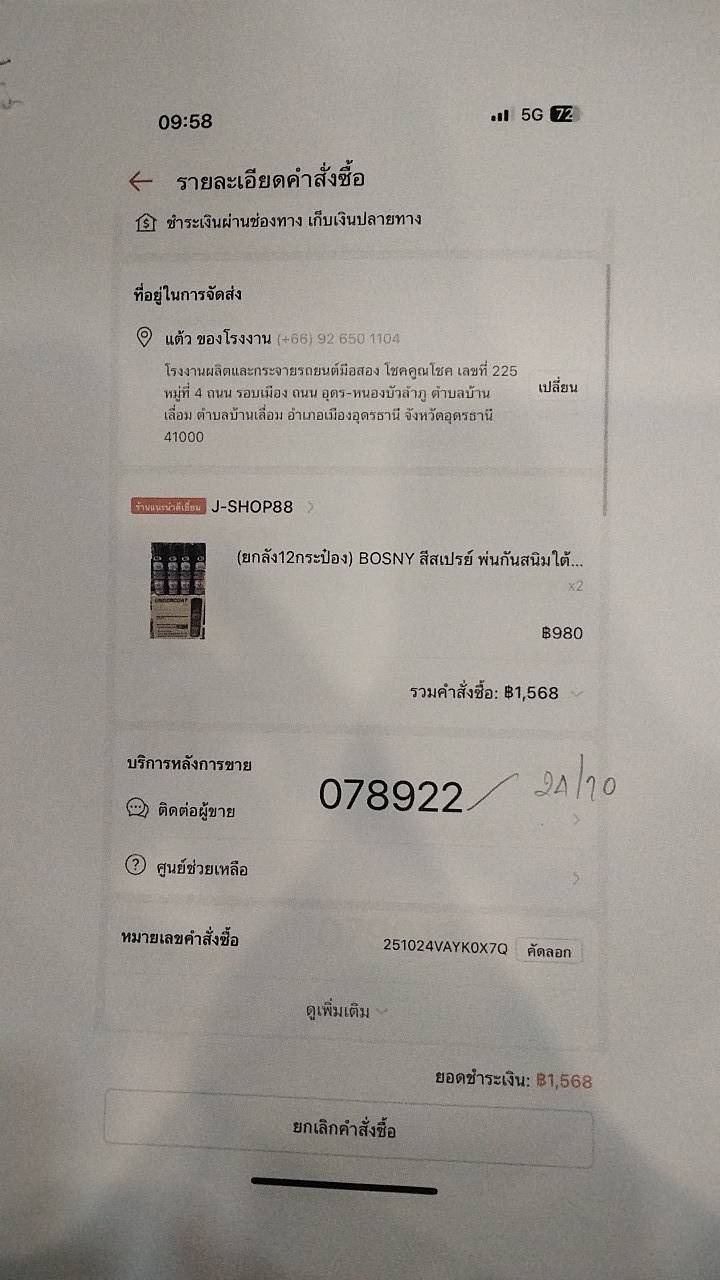 09:58 5G 72
รายละเอียดคำสั่งซื้อ
ชำระเงินผ่านช่องทาง เก็บเงินปลายทาง
ที่อยู่ในการจัดส่ง
แต้ว ของโรงงาน (+66) 92 650 1104
โรงงานผลิตและกระจายรถยนต์มือสอง โชคคูณโชค เลขที่ 225
หมู่ที่ 4 ถนน รอบเมือง ถนน อุดร-หนองบัวลำภู ตำบลบ้าน
เลื่อม ตำบลบ้านเลื่อม อำเภอเมืองอุดรธานี จังหวัดอุดรธานี
41000
เปลี่ยน
ร้านแนะนำดีเยี่ยม J-SHOP88
(ยกลัง12กระป๋อง) BOSNY สีสเปรย์ พ่นกันสนิมใต้...
x2
฿980
รวมคำสั่งซื้อ: ฿1,568
บริการหลังการขาย
078922 24/10
ติดต่อผู้ขาย
ศูนย์ช่วยเหลือ
หมายเลขคำสั่งซื้อ 251024VAYK0X7Q คัดลอก
ดูเพิ่มเติม
ยอดชำระเงิน: ฿1,568
ยกเลิกคำสั่งซื้อ